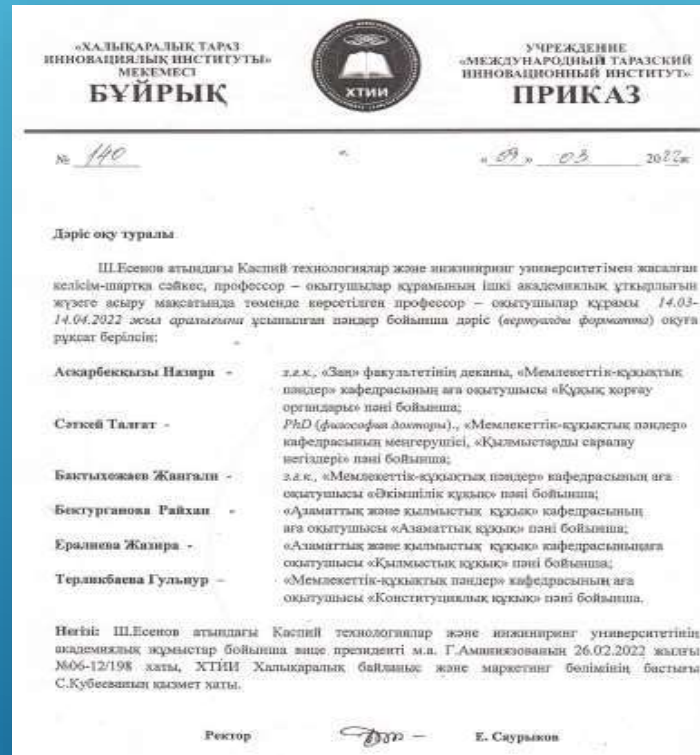 «ХАЛЫҚАРАЛЫҚ ТАРАЗ
ИННОВАЦИЯЛЫҚ ИНСТИТУТЫ»
МЕКЕМЕСІ
БҰЙРЫҚ
ХТИИ
УЧРЕЖДЕНИЕ
«МЕЖДУНАРОДНЫЙ ТАРАЗСКИЙ
ИННОВАЦИОННЫЙ ИНСТИТУТ»
ПРИКАЗ
№ 140
« 09 » 03 2022ж
Дәріс оқу туралы
Ш.Есенов атындағы Каспий технологиялар және инжиниринг университетімен жасалған
келісім-шартқа сәйкес, профессор – оқытушылар құрамының ішкі академиялық ұтқырлығын
жүзеге асыру мақсатында төменде көрсетілген профессор – оқытушылар құрамы 14.03-
14.04.2022 жыл аралығына ұсынылған пәндер бойынша дәріс (вертуалды форматта) оқуға
рұқсат берілсін:
Асқарбекқызы Назира - з.ғ.к., «Заң» факультетінің деканы, «Мемлекеттік-құқықтық
пәндер» кафедрасының аға оқытушысы «Құқық қорғау
органдары» пәні бойынша;
Сәткей Талғат - PhD (философия докторы)., «Мемлекеттік-құқықтық пәндер»
кафедрасының меңгерушісі, «Қылмыстарды саралау
негіздері» пәні бойынша;
Бактыхожаев Жангали - з.ғ.к., «Мемлекеттік-құқықтық пәндер» кафедрасының аға
оқытушысы «Әкімшілік құқық» пәні бойынша;
Бектурганова Райхан - «Азаматтық және қылмыстық құқық» кафедрасының
аға оқытушысы «Азаматтық құқық» пәні бойынша;
Ералиева Жазира - «Азаматтық және қылмыстық құқық» кафедрасыныңаға
оқытушысы «Қылмыстық құқық» пәні бойынша;
Терликбаева Гульнур – «Мемлекеттік-құқықтық пәндер» кафедрасының аға
оқытушысы «Конституциялық құқық» пәні бойынша.
Негізі: Ш.Есенов атындағы Каспий технологиялар және инжиниринг университетінің
академиялық жұмыстар бойынша вице президенті м.а. Г.Аманиязованың 26.02.2022 жылғы
№06-12/198 хаты, ХТИИ Халықаралық байланыс және маркетинг бөлімінің бастығы
С.Кубееваның қызмет хаты.
Ректор Е. Саурыков